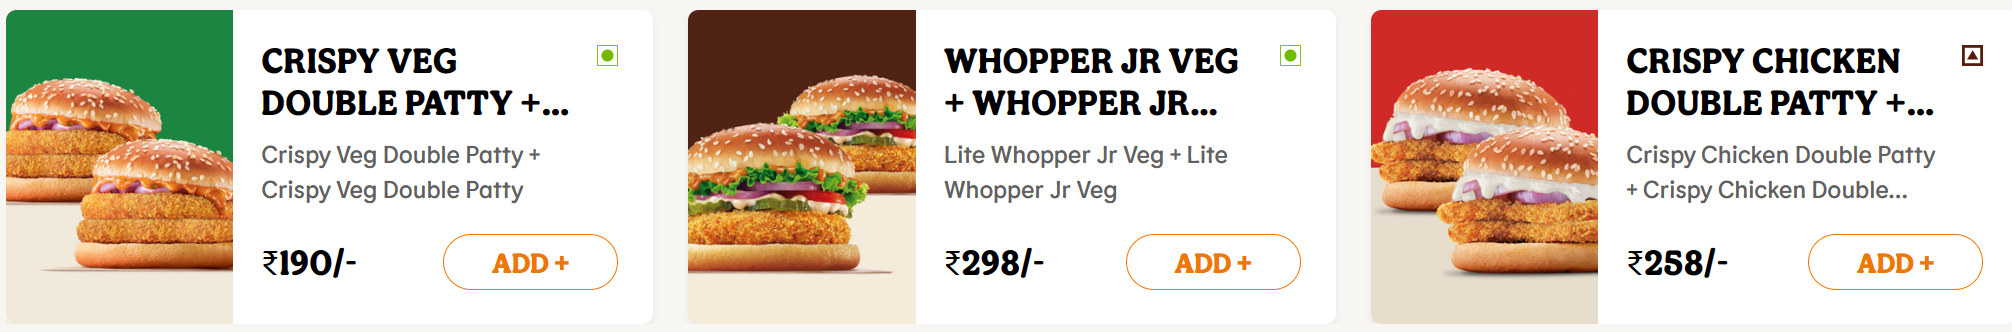 CRISPY VEG
DOUBLE PATTY +...
Crispy Veg Double Patty +
Crispy Veg Double Patty
₹190/-
ADD +
WHOPPER JR VEG
+ WHOPPER JR...
Lite Whopper Jr Veg + Lite
Whopper Jr Veg
₹298/-
ADD +
CRISPY CHICKEN
DOUBLE PATTY +...
Crispy Chicken Double Patty
+ Crispy Chicken Double...
₹258/-
ADD +